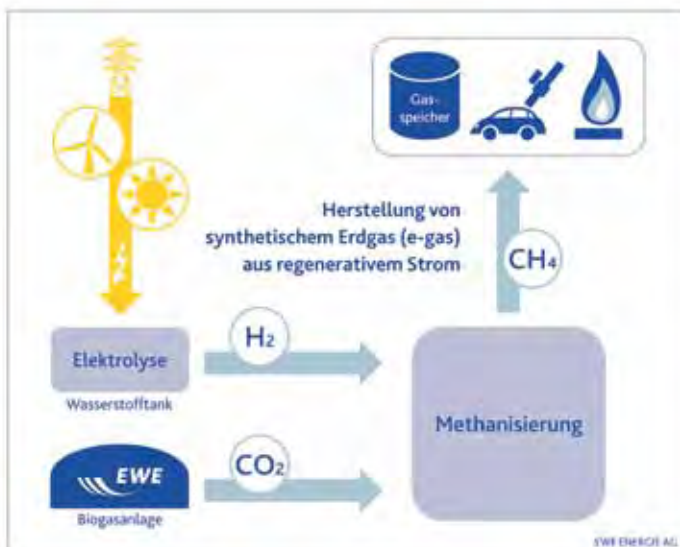 Gas-
speicher
Herstellung von
synthetischem Erdgas (e-gas)
aus regenerativem Strom
CH₄
H₂
Elektrolyse
Wasserstofftank
Methanisierung
CO₂
EWE
Biogasanlage
EWE ENERGIE AG